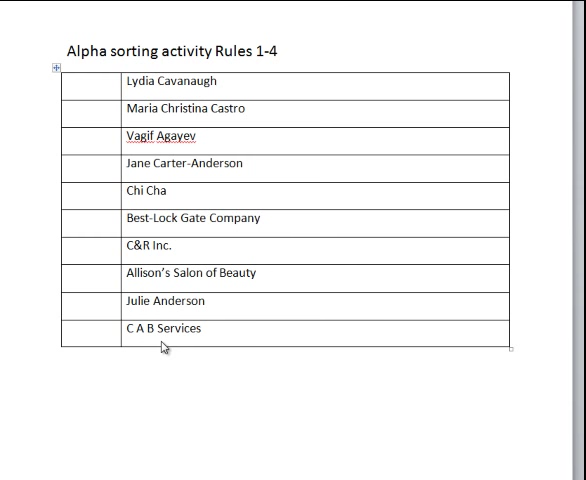 Alpha sorting activity Rules 1-4
Lydia Cavanaugh
Maria Christina Castro
Vagif Agayev
Jane Carter-Anderson
Chi Cha
Best-Lock Gate Company
C&R Inc.
Allison’s Salon of Beauty
Julie Anderson
C A B Services